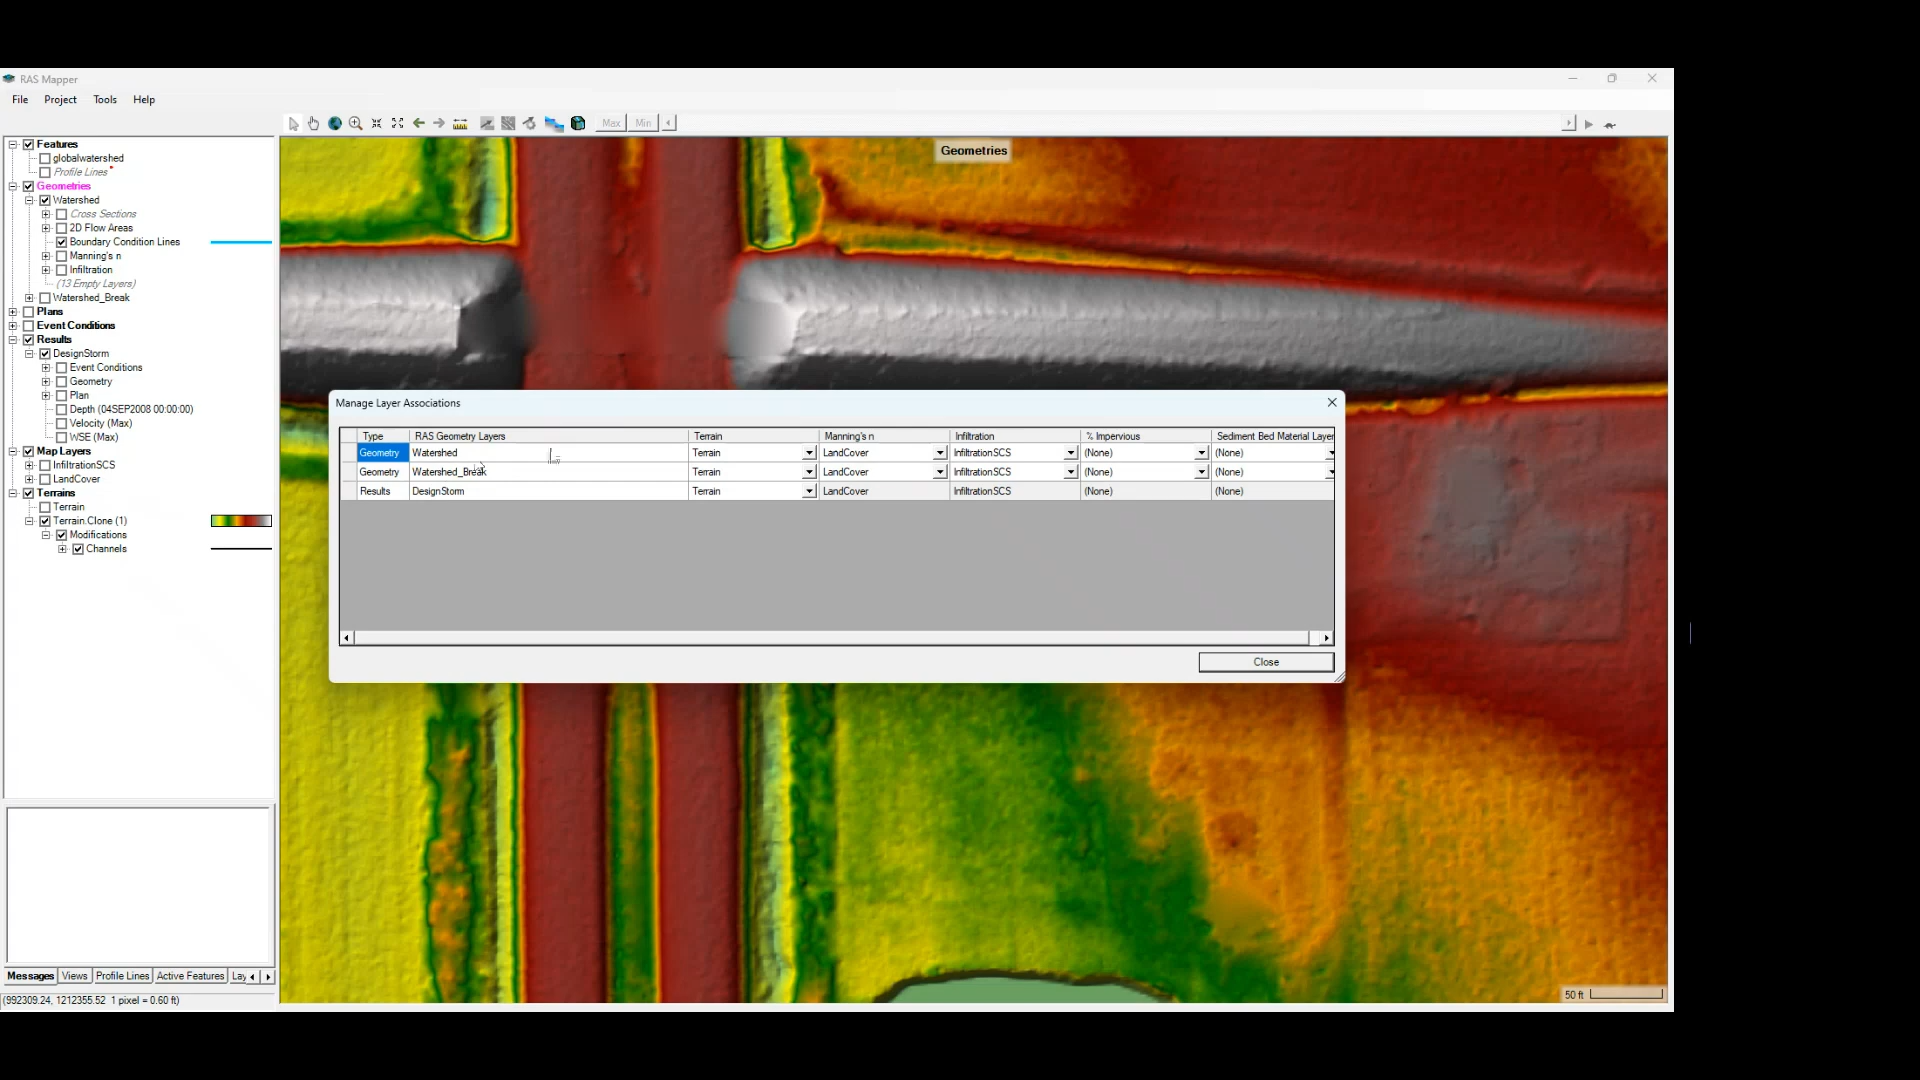 RAS Mapper
File Project Tools Help
Max Min
Features
globalwatershed
Profile Lines*
Geometries
Watershed
Cross Sections
2D Flow Areas
Boundary Condition Lines
Manning's n
Infiltration
(13 Empty Layers)
Watershed_Break
Plans
Event Conditions
Results
DesignStorm
Event Conditions
Geometry
Plan
Depth (04SEP2008 00:00:00)
Velocity (Max)
WSE (Max)
Map Layers
InfiltrationSCS
LandCover
Terrains
Terrain
Terrain.Clone (1)
Modifications
Channels
Geometries
Manage Layer Associations
Type RAS Geometry Layers Terrain Manning's n Infiltration % Impervious Sediment Bed Material Layer
Geometry Watershed Terrain LandCover InfiltrationSCS (None) (None)
Geometry Watershed_Break Terrain LandCover InfiltrationSCS (None) (None)
Results DesignStorm Terrain LandCover InfiltrationSCS (None) (None)
Close
Messages Views Profile Lines Active Features Lay
(992309.24, 1212355.52 1 pixel = 0.60 ft)
50 ft